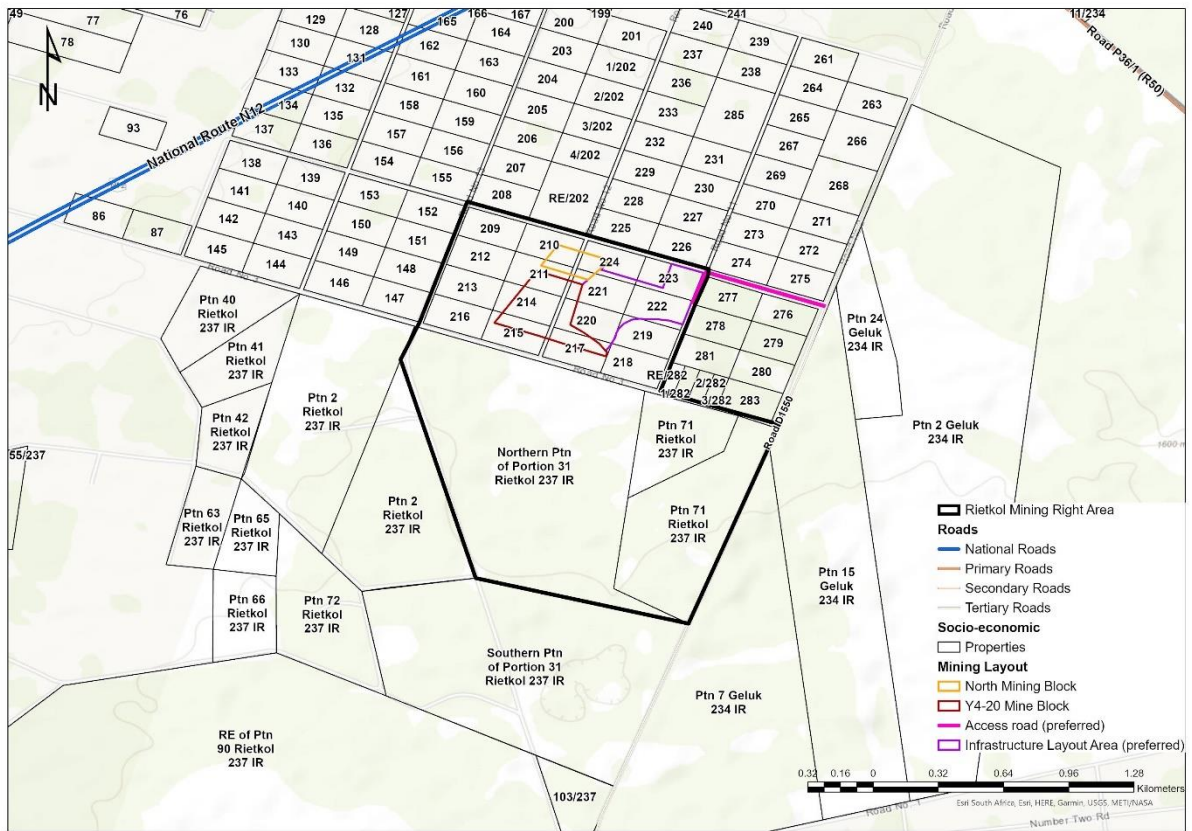 49
77
76
78
93
86
87
N
National Route N12
127
166
167
199
241
11/234
Road P36/1 (R50)
129
128
165
164
200
201
240
239
261
130
131
162
163
203
1/202
237
238
264
263
133
132
161
160
204
2/202
236
285
265
266
134
135
158
159
205
3/202
233
267
137
136
157
156
206
4/202
232
231
269
268
138
139
154
155
207
RE/202
229
230
270
271
141
140
153
152
208
228
227
273
272
142
143
150
151
225
226
274
275
145
144
149
148
146
147
209
210
224
223
277
276
212
211
221
222
278
279
213
214
220
219
281
280
216
215
217
218
RE/282
2/282
1/282
3/282
283
Road D1550
Ptn 40
Rietkol
237 IR
Ptn 41
Rietkol
237 IR
Ptn 42
Rietkol
237 IR
Ptn 2
Rietkol
237 IR
Ptn 63
Rietkol
237 IR
Ptn 65
Rietkol
237 IR
Ptn 66
Rietkol
237 IR
Ptn 72
Rietkol
237 IR
Ptn 2
Rietkol
237 IR
55/237
Northern Ptn
of Portion 31
Rietkol 237 IR
Ptn 71
Rietkol
237 IR
Ptn 71
Rietkol
237 IR
Southern Ptn
of Portion 31
Rietkol 237 IR
RE of Ptn
90 Rietkol
237 IR
103/237
Ptn 7 Geluk
234 IR
Ptn 15
Geluk
234 IR
Ptn 24
Geluk
234 IR
Ptn 2 Geluk
234 IR
1600 m
Rietkol Mining Right Area
Roads
National Roads
Primary Roads
Secondary Roads
Tertiary Roads
Socio-economic
Properties
Mining Layout
North Mining Block
Y4-20 Mine Block
Access road (preferred)
Infrastructure Layout Area (preferred)
0.32 0.16 0 0.32 0.64 0.96 1.28
Kilometers
Esri South Africa, Esri, HERE, Garmin, USGS, METI/NASA
Road No. 1
Number Two Rd